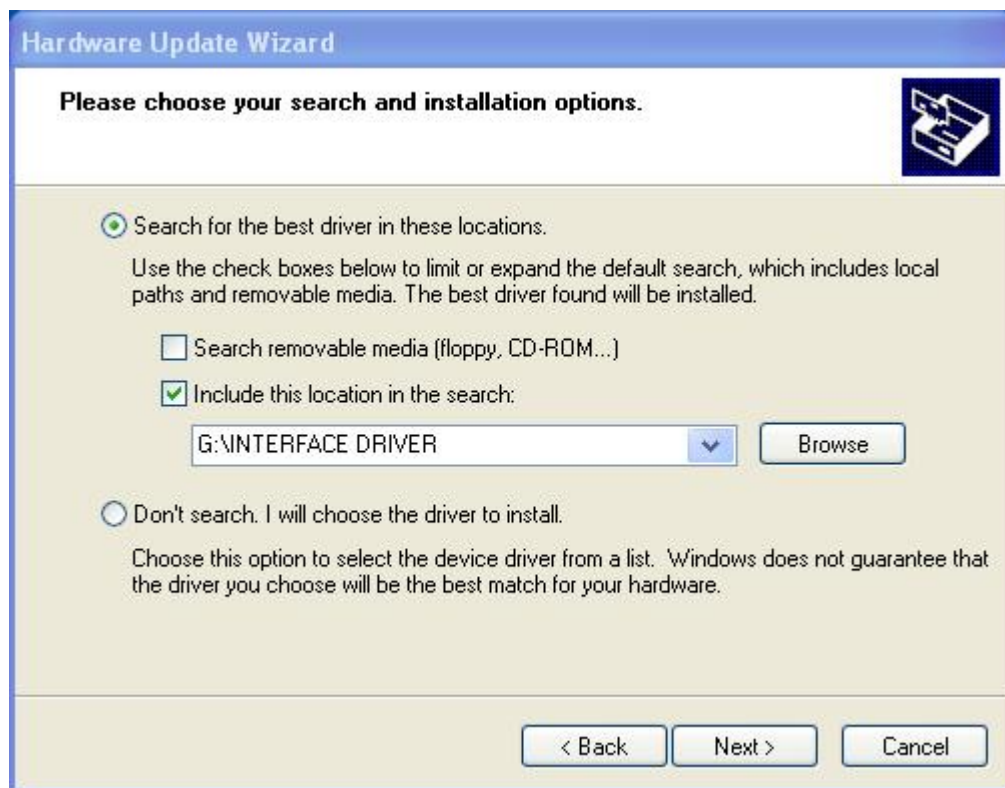 Hardware Update Wizard
Please choose your search and installation options.
Search for the best driver in these locations.
Use the check boxes below to limit or expand the default search, which includes local
paths and removable media. The best driver found will be installed.
Search removable media (floppy, CD-ROM...)
Include this location in the search:
G:\INTERFACE DRIVER
Browse
Don't search. I will choose the driver to install.
Choose this option to select the device driver from a list. Windows does not guarantee that
the driver you choose will be the best match for your hardware.
< Back
Next >
Cancel